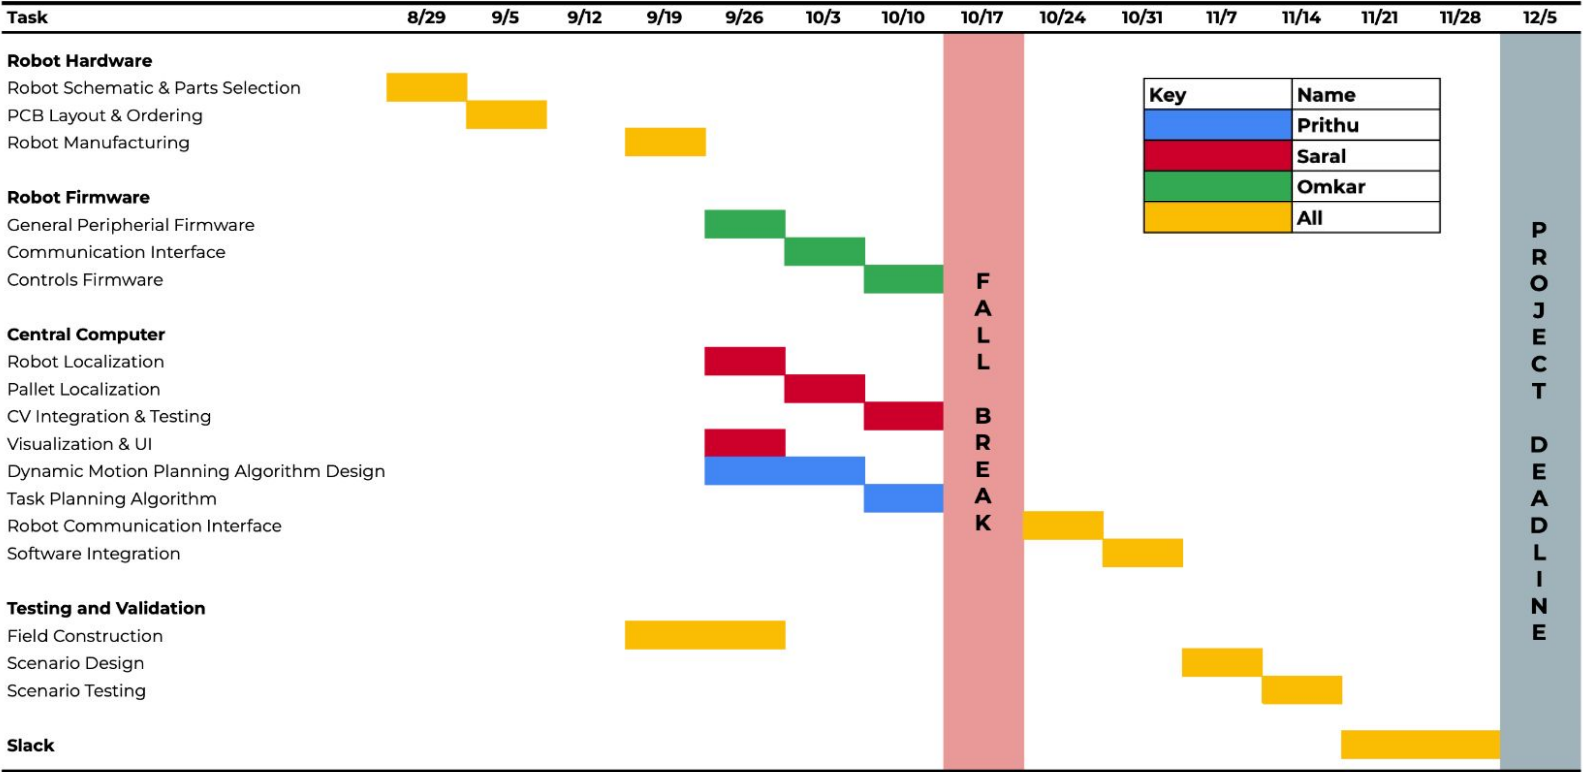 Task 8/29 9/5 9/12 9/19 9/26 10/3 10/10 10/17 10/24 10/31 11/7 11/14 11/21 11/28 12/5
Robot Hardware
Robot Schematic & Parts Selection
PCB Layout & Ordering
Robot Manufacturing
Robot Firmware
General Peripherial Firmware
Communication Interface
Controls Firmware
Central Computer
Robot Localization
Pallet Localization
CV Integration & Testing
Visualization & UI
Dynamic Motion Planning Algorithm Design
Task Planning Algorithm
Robot Communication Interface
Software Integration
Testing and Validation
Field Construction
Scenario Design
Scenario Testing
Slack
FALL BREAK
Key Name
Prithu
Saral
Omkar
All
PROJECT DEADLINE